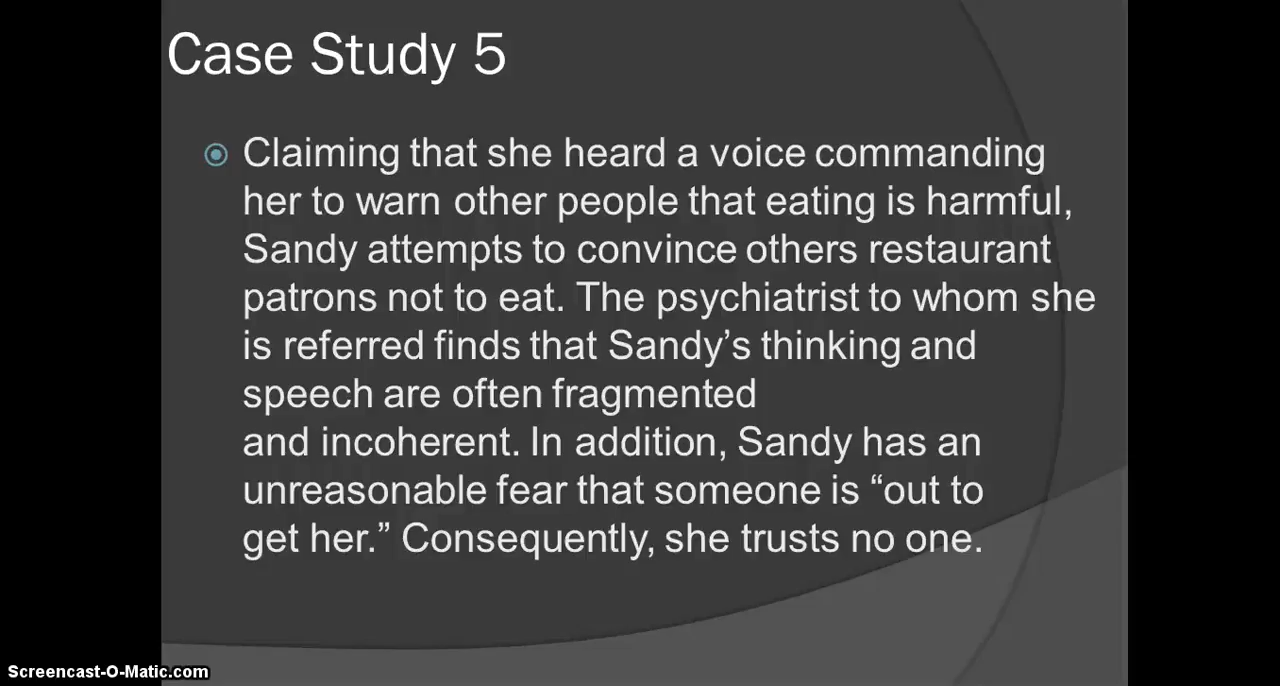 Case Study 5
Claiming that she heard a voice commanding
her to warn other people that eating is harmful,
Sandy attempts to convince others restaurant
patrons not to eat. The psychiatrist to whom she
is referred finds that Sandy’s thinking and
speech are often fragmented
and incoherent. In addition, Sandy has an
unreasonable fear that someone is “out to
get her.” Consequently, she trusts no one.
Screencast-O-Matic.com